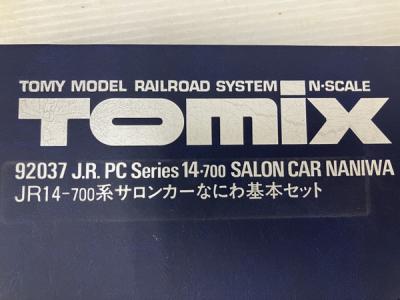 TOMY MODEL RAILROAD SYSTEM N-SCALE
TOMIX
92037 J.R. PC Series 14-700 SALON CAR NANIWA
JR14-700系サロンカーなにわ基本セット